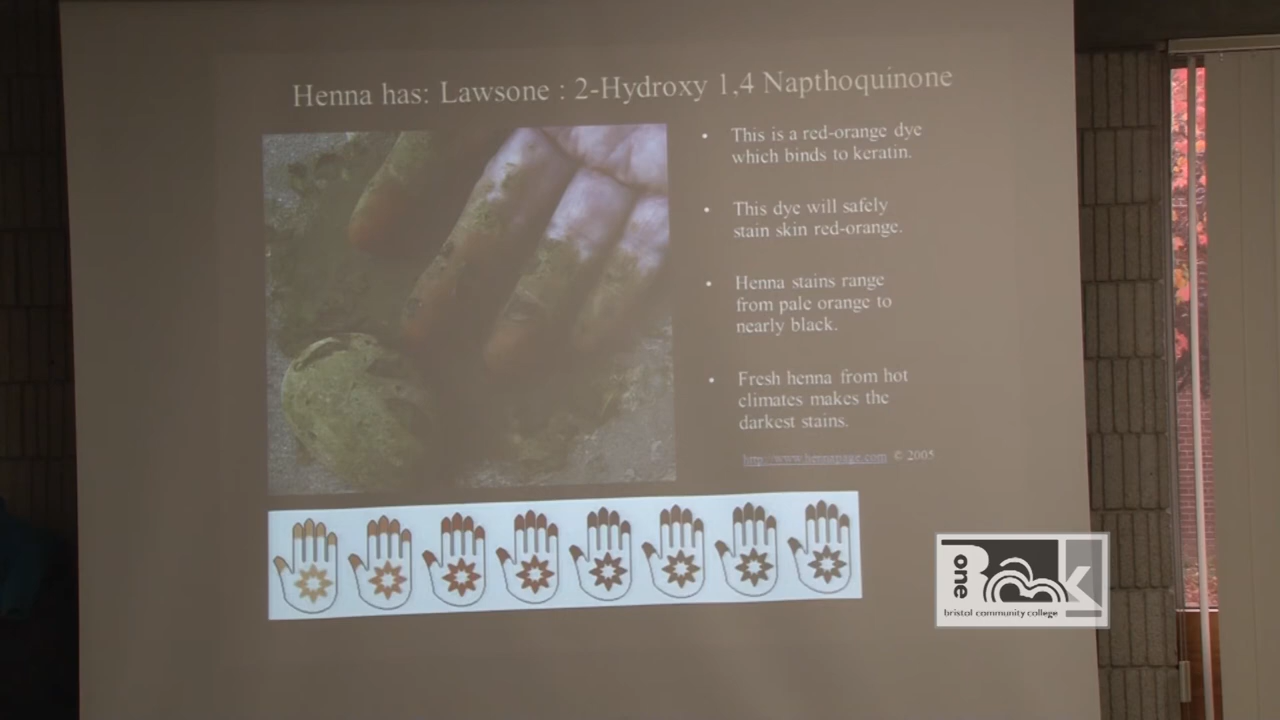 Henna has: Lawsone : 2-Hydroxy 1,4 Napthoquinone
• This is a red-orange dye
which binds to keratin.
• This dye will safely
stain skin red-orange.
• Henna stains range
from pale orange to
nearly black.
• Fresh henna from hot
climates makes the
darkest stains.
http://www.hennapage.com © 2005
one
Book
bristol community college